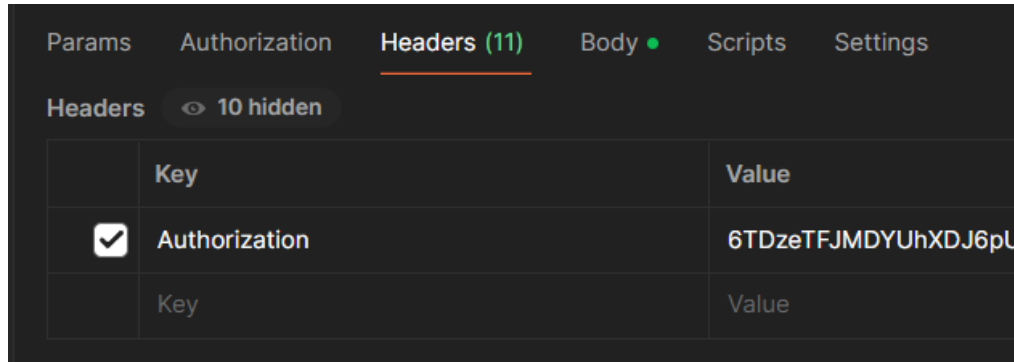 Params Authorization Headers (11) Body Scripts Settings
Headers 10 hidden
Key Value
Authorization 6TDzeTFJMDYUhXDJ6pU
Key Value